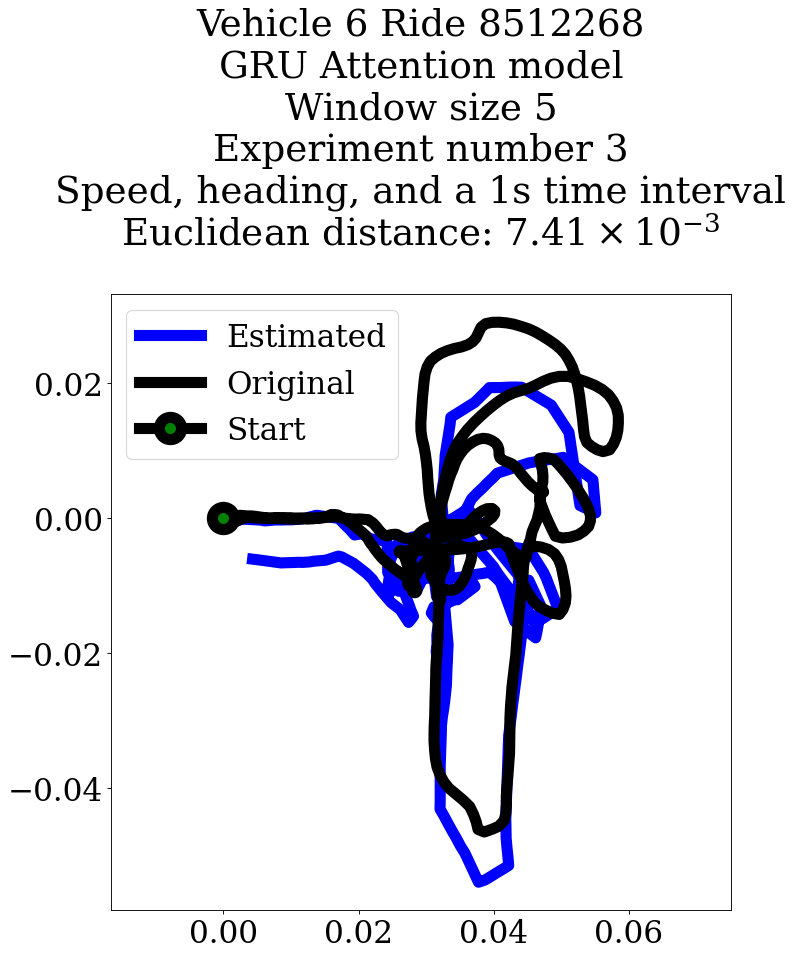 Vehicle 6 Ride 8512268
GRU Attention model
Window size 5
Experiment number 3
Speed, heading, and a 1s time interval
Euclidean distance: 7.41 × 10⁻³
Estimated
Original
Start
0.02
0.00
−0.02
−0.04
0.00 0.02 0.04 0.06